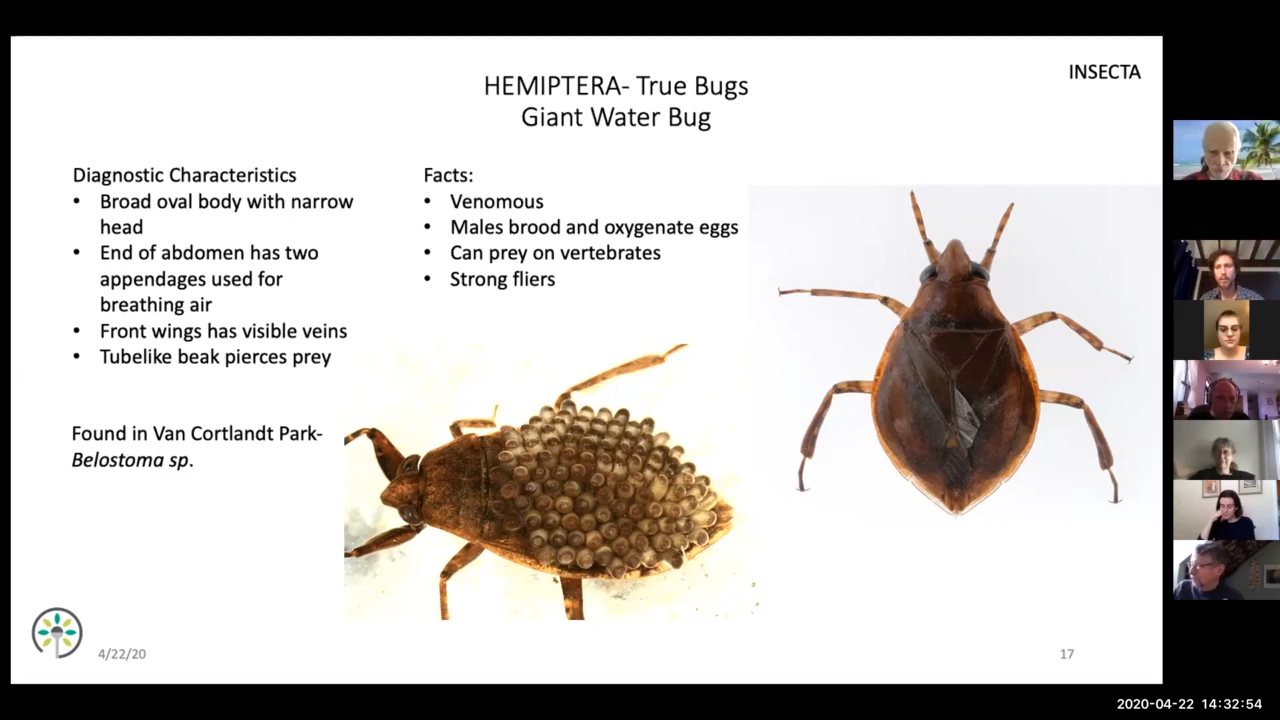 INSECTA
HEMIPTERA- True Bugs
Giant Water Bug
Diagnostic Characteristics
• Broad oval body with narrow
head
• End of abdomen has two
appendages used for
breathing air
• Front wings has visible veins
• Tubelike beak pierces prey
Found in Van Cortlandt Park-
Belostoma sp.
Facts:
• Venomous
• Males brood and oxygenate eggs
• Can prey on vertebrates
• Strong fliers
4/22/20
17
2020-04-22 14:32:54